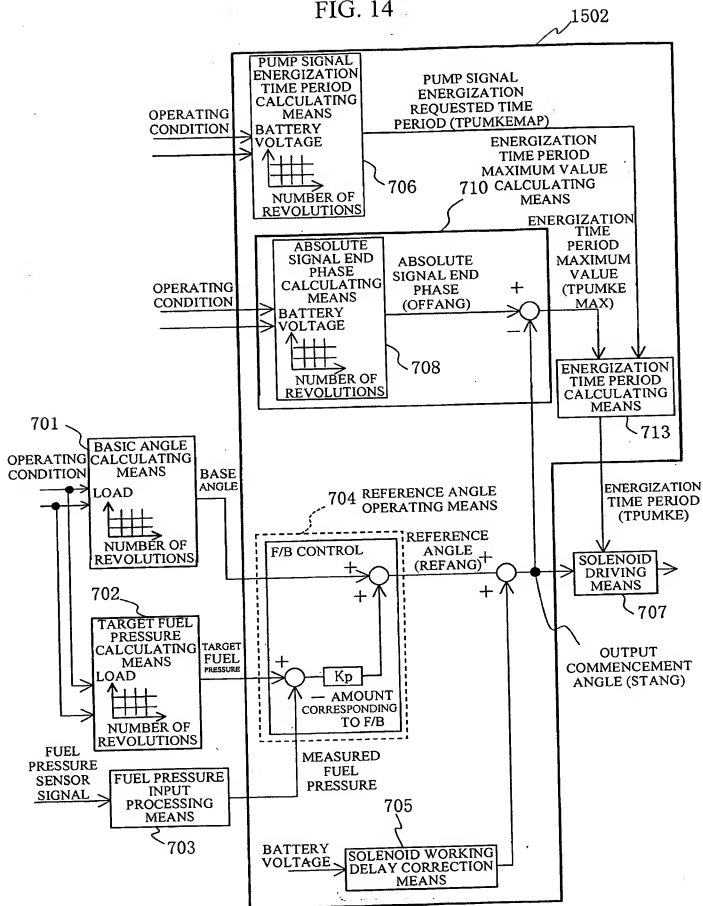 FIG. 14
1502
PUMP SIGNAL
ENERGIZATION
TIME PERIOD
CALCULATING
MEANS
OPERATING
CONDITION
BATTERY
VOLTAGE
NUMBER OF
REVOLUTIONS
706
PUMP SIGNAL
ENERGIZATION
REQUESTED TIME
PERIOD (TPUMKEMAP)
ENERGIZATION
TIME PERIOD
MAXIMUM VALUE
CALCULATING
MEANS
710
ABSOLUTE
SIGNAL END
PHASE
CALCULATING
MEANS
OPERATING
CONDITION
BATTERY
VOLTAGE
NUMBER OF
REVOLUTIONS
708
ABSOLUTE
SIGNAL END
PHASE
(OFFANG)
+
−
ENERGIZATION
TIME
PERIOD
MAXIMUM
VALUE
(TPUMKE
MAX)
ENERGIZATION
TIME PERIOD
CALCULATING
MEANS
713
701
BASIC ANGLE
CALCULATING
MEANS
OPERATING
CONDITION
LOAD
NUMBER OF
REVOLUTIONS
BASE
ANGLE
704 REFERENCE ANGLE
OPERATING MEANS
F/B CONTROL
+
+
REFERENCE
ANGLE
(REFANG)
+
+
ENERGIZATION
TIME PERIOD
(TPUMKE)
SOLENOID
DRIVING
MEANS
707
702
TARGET FUEL
PRESSURE
CALCULATING
MEANS
LOAD
NUMBER OF
REVOLUTIONS
TARGET
FUEL
PRESSURE
+
Kp
− AMOUNT
CORRESPONDING
TO F/B
OUTPUT
COMMENCEMENT
ANGLE (STANG)
FUEL
PRESSURE
SENSOR
SIGNAL
FUEL PRESSURE
INPUT
PROCESSING
MEANS
703
MEASURED
FUEL
PRESSURE
705
BATTERY
VOLTAGE
SOLENOID WORKING
DELAY CORRECTION
MEANS